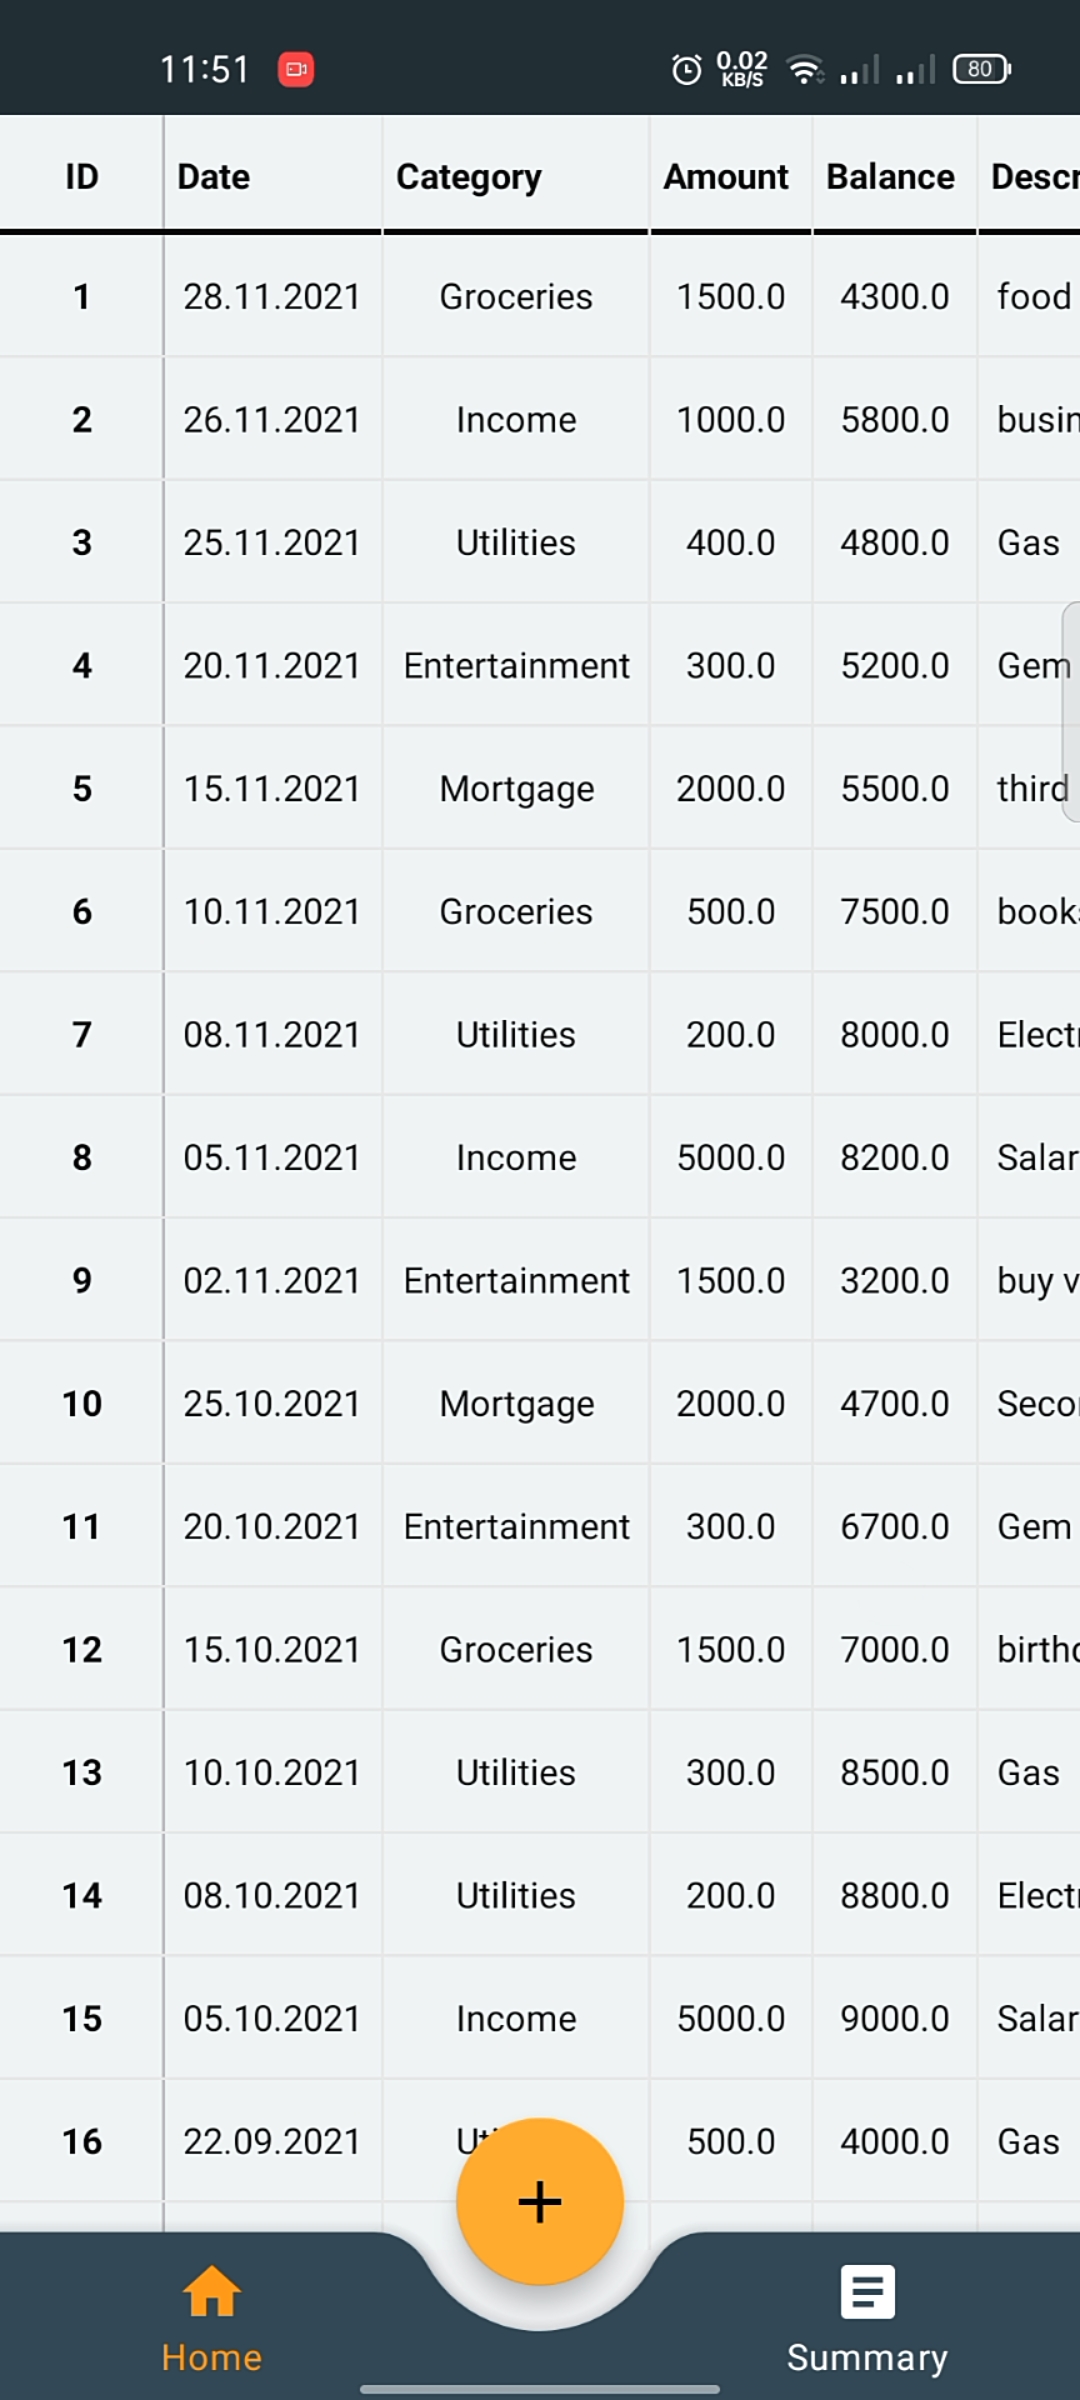 11:51 0.02 KB/S 80
ID Date Category Amount Balance Descr
1 28.11.2021 Groceries 1500.0 4300.0 food
2 26.11.2021 Income 1000.0 5800.0 busin
3 25.11.2021 Utilities 400.0 4800.0 Gas
4 20.11.2021 Entertainment 300.0 5200.0 Gem
5 15.11.2021 Mortgage 2000.0 5500.0 third
6 10.11.2021 Groceries 500.0 7500.0 books
7 08.11.2021 Utilities 200.0 8000.0 Electr
8 05.11.2021 Income 5000.0 8200.0 Salar
9 02.11.2021 Entertainment 1500.0 3200.0 buy v
10 25.10.2021 Mortgage 2000.0 4700.0 Secon
11 20.10.2021 Entertainment 300.0 6700.0 Gem
12 15.10.2021 Groceries 1500.0 7000.0 birthd
13 10.10.2021 Utilities 300.0 8500.0 Gas
14 08.10.2021 Utilities 200.0 8800.0 Electr
15 05.10.2021 Income 5000.0 9000.0 Salar
16 22.09.2021 500.0 4000.0 Gas
Home Summary